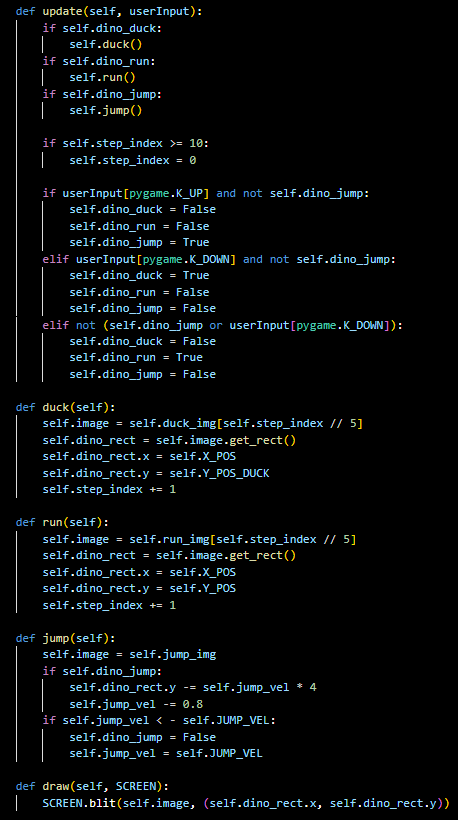 def update(self, userInput):
    if self.dino_duck:
        self.duck()
    if self.dino_run:
        self.run()
    if self.dino_jump:
        self.jump()

    if self.step_index >= 10:
        self.step_index = 0

    if userInput[pygame.K_UP] and not self.dino_jump:
        self.dino_duck = False
        self.dino_run = False
        self.dino_jump = True
    elif userInput[pygame.K_DOWN] and not self.dino_jump:
        self.dino_duck = True
        self.dino_run = False
        self.dino_jump = False
    elif not (self.dino_jump or userInput[pygame.K_DOWN]):
        self.dino_duck = False
        self.dino_run = True
        self.dino_jump = False

def duck(self):
    self.image = self.duck_img[self.step_index // 5]
    self.dino_rect = self.image.get_rect()
    self.dino_rect.x = self.X_POS
    self.dino_rect.y = self.Y_POS_DUCK
    self.step_index += 1

def run(self):
    self.image = self.run_img[self.step_index // 5]
    self.dino_rect = self.image.get_rect()
    self.dino_rect.x = self.X_POS
    self.dino_rect.y = self.Y_POS
    self.step_index += 1

def jump(self):
    self.image = self.jump_img
    if self.dino_jump:
        self.dino_rect.y -= self.jump_vel * 4
        self.jump_vel -= 0.8
    if self.jump_vel < - self.JUMP_VEL:
        self.dino_jump = False
        self.jump_vel = self.JUMP_VEL

def draw(self, SCREEN):
    SCREEN.blit(self.image, (self.dino_rect.x, self.dino_rect.y))